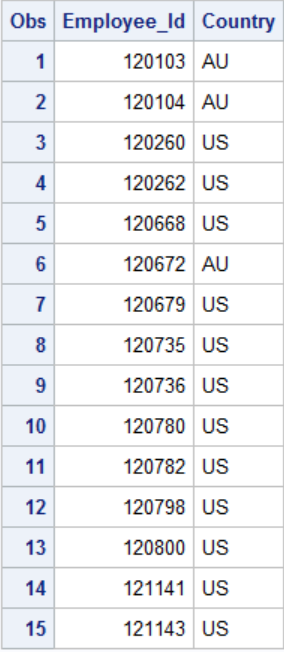 Obs Employee_Id Country
1 120103 AU
2 120104 AU
3 120260 US
4 120262 US
5 120668 US
6 120672 AU
7 120679 US
8 120735 US
9 120736 US
10 120780 US
11 120782 US
12 120798 US
13 120800 US
14 121141 US
15 121143 US